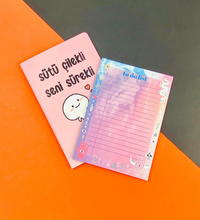 sütü çilekli
seni sürekli
to do list